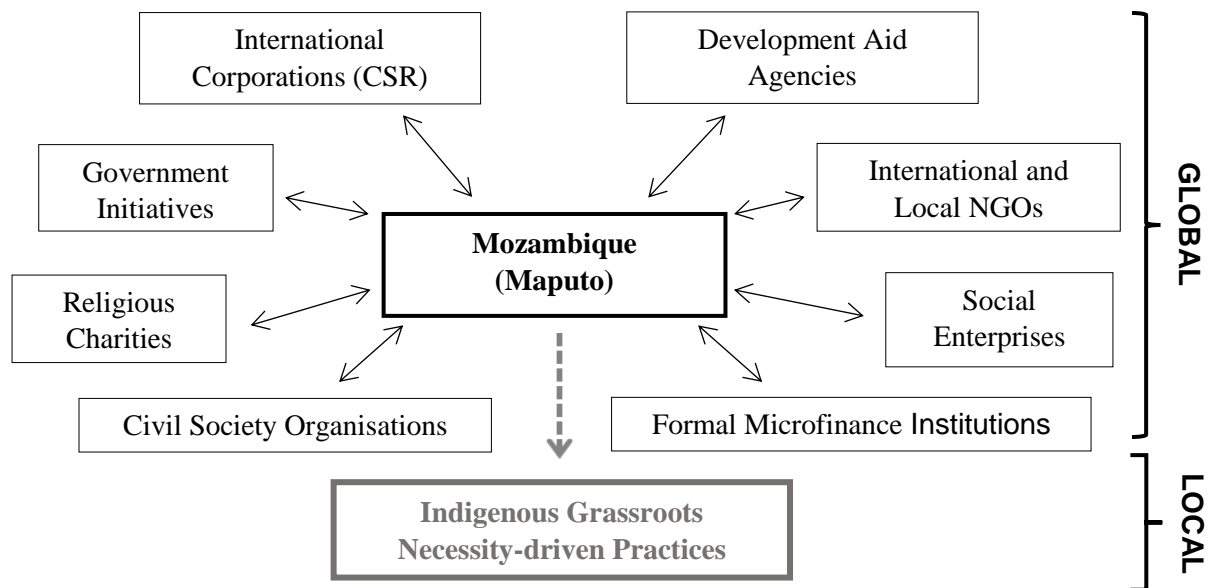 International
Corporations (CSR)
Development Aid
Agencies
Government
Initiatives
International and
Local NGOs
Mozambique
(Maputo)
Religious
Charities
Social
Enterprises
Civil Society Organisations
Formal Microfinance Institutions
Indigenous Grassroots
Necessity-driven Practices
GLOBAL
LOCAL